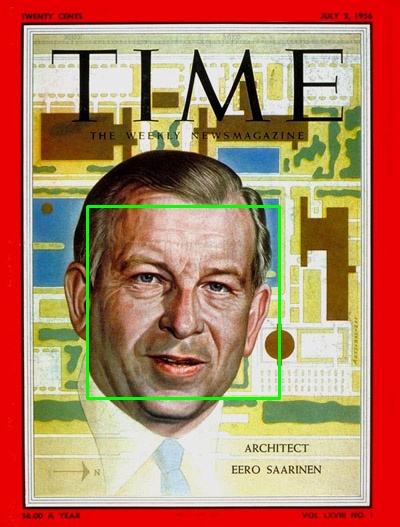 TWENTY CENTS JULY 2, 1956
TIME
THE WEEKLY NEWSMAGAZINE
ARCHITECT
EERO SAARINEN
N
$6.00 A YEAR VOL. LXVIII NO. 1